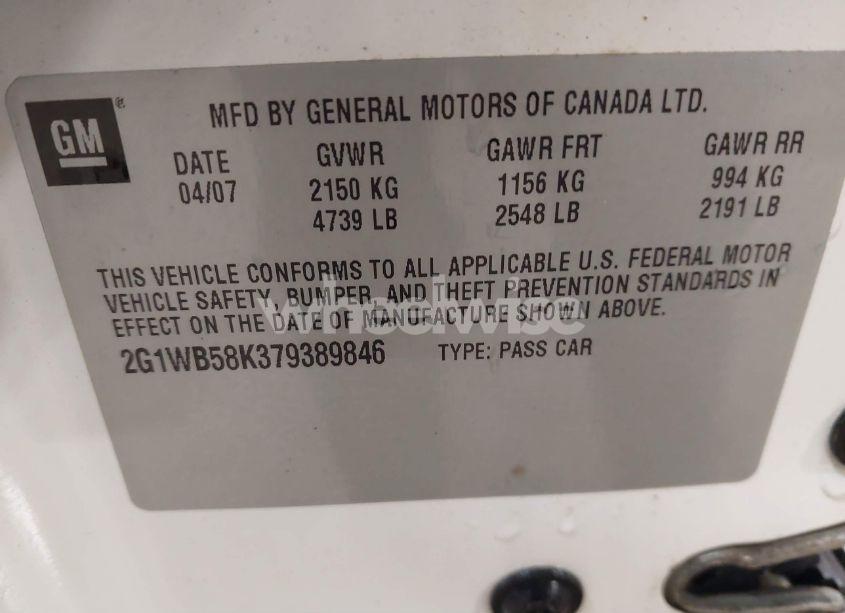 GM®
MFD BY GENERAL MOTORS OF CANADA LTD.
DATE GVWR GAWR FRT GAWR RR
04/07 2150 KG 1156 KG 994 KG
4739 LB 2548 LB 2191 LB
THIS VEHICLE CONFORMS TO ALL APPLICABLE U.S. FEDERAL MOTOR
VEHICLE SAFETY, BUMPER, AND THEFT PREVENTION STANDARDS IN
EFFECT ON THE DATE OF MANUFACTURE SHOWN ABOVE.
wheelwise
2G1WB58K379389846 TYPE: PASS CAR